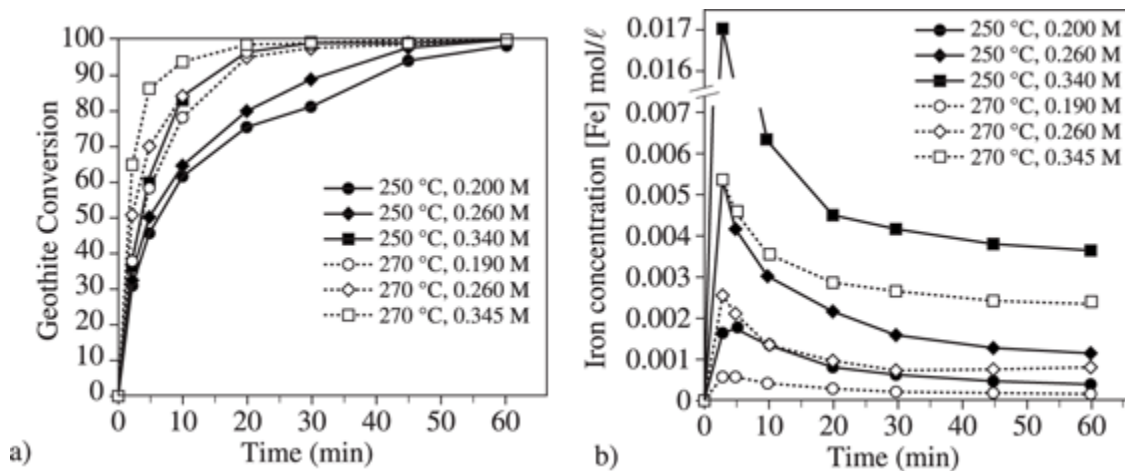 100
90
80
70
60
50
40
30
20
10
0
Geothite Conversion
250 °C, 0.200 M
250 °C, 0.260 M
250 °C, 0.340 M
270 °C, 0.190 M
270 °C, 0.260 M
270 °C, 0.345 M
0 10 20 30 40 50 60
Time (min)
a)
0.017
0.016
0.007
0.006
0.005
0.004
0.003
0.002
0.001
0
Iron concentration [Fe] mol/ℓ
250 °C, 0.200 M
250 °C, 0.260 M
250 °C, 0.340 M
270 °C, 0.190 M
270 °C, 0.260 M
270 °C, 0.345 M
0 10 20 30 40 50 60
Time (min)
b)